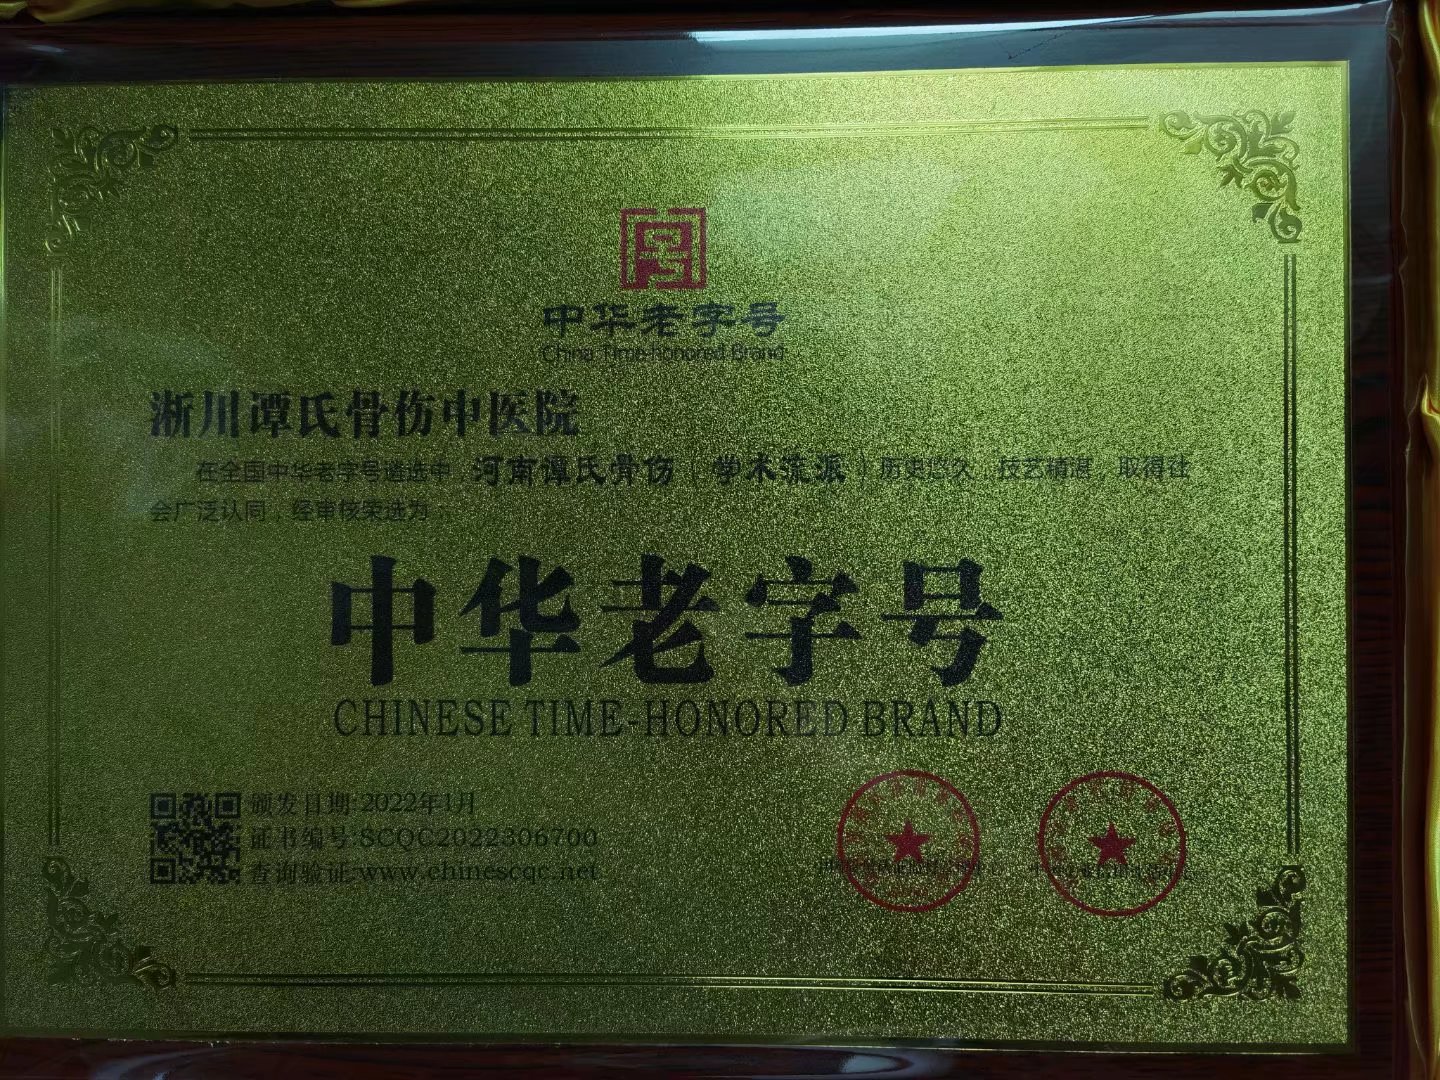 中华老字号
China Time-honored Brand
淅川谭氏骨伤中医院
在全国中华老字号遴选中，河南谭氏骨伤（学术流派）历史悠久，技艺精湛，取得社
会广泛认同，经审核荣选为：
中华老字号
CHINESE TIME-HONORED BRAND
颁发日期:2022年1月
证书编号:SCQC2022306700
查询验证:www.chinescqc.net